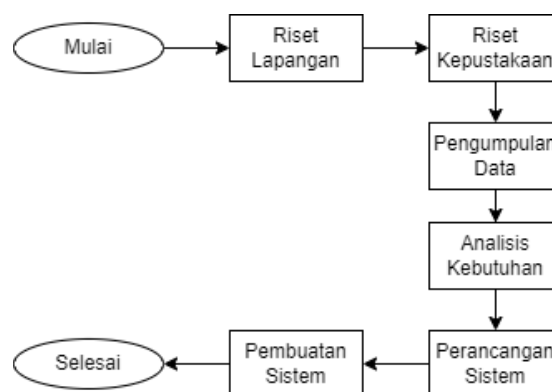 Mulai
Riset
Lapangan
Riset
Kepustakaan
Pengumpulan
Data
Analisis
Kebutuhan
Perancangan
Sistem
Pembuatan
Sistem
Selesai